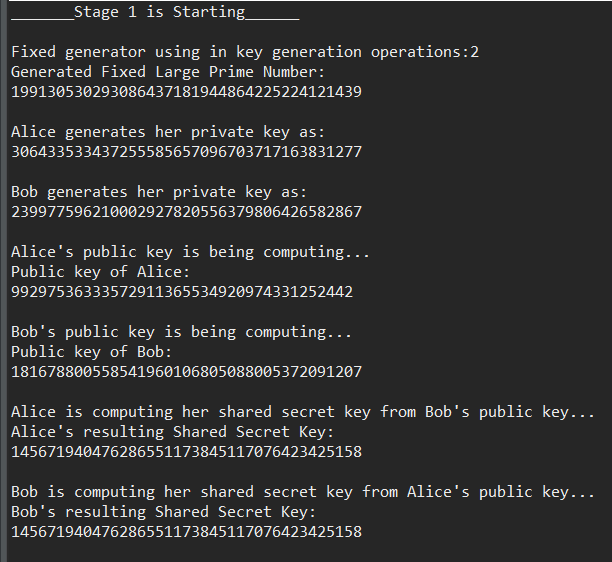 _______Stage 1 is Starting______
Fixed generator using in key generation operations:2
Generated Fixed Large Prime Number:
199130530293086437181944864225224121439
Alice generates her private key as:
306433533437255585657096703717163831277
Bob generates her private key as:
239977596210002927820556379806426582867
Alice's public key is being computing...
Public key of Alice:
99297536333572911365534920974331252442
Bob's public key is being computing...
Public key of Bob:
181678800558541960106805088005372091207
Alice is computing her shared secret key from Bob's public key...
Alice's resulting Shared Secret Key:
145671940476286551173845117076423425158
Bob is computing her shared secret key from Alice's public key...
Bob's resulting Shared Secret Key:
145671940476286551173845117076423425158